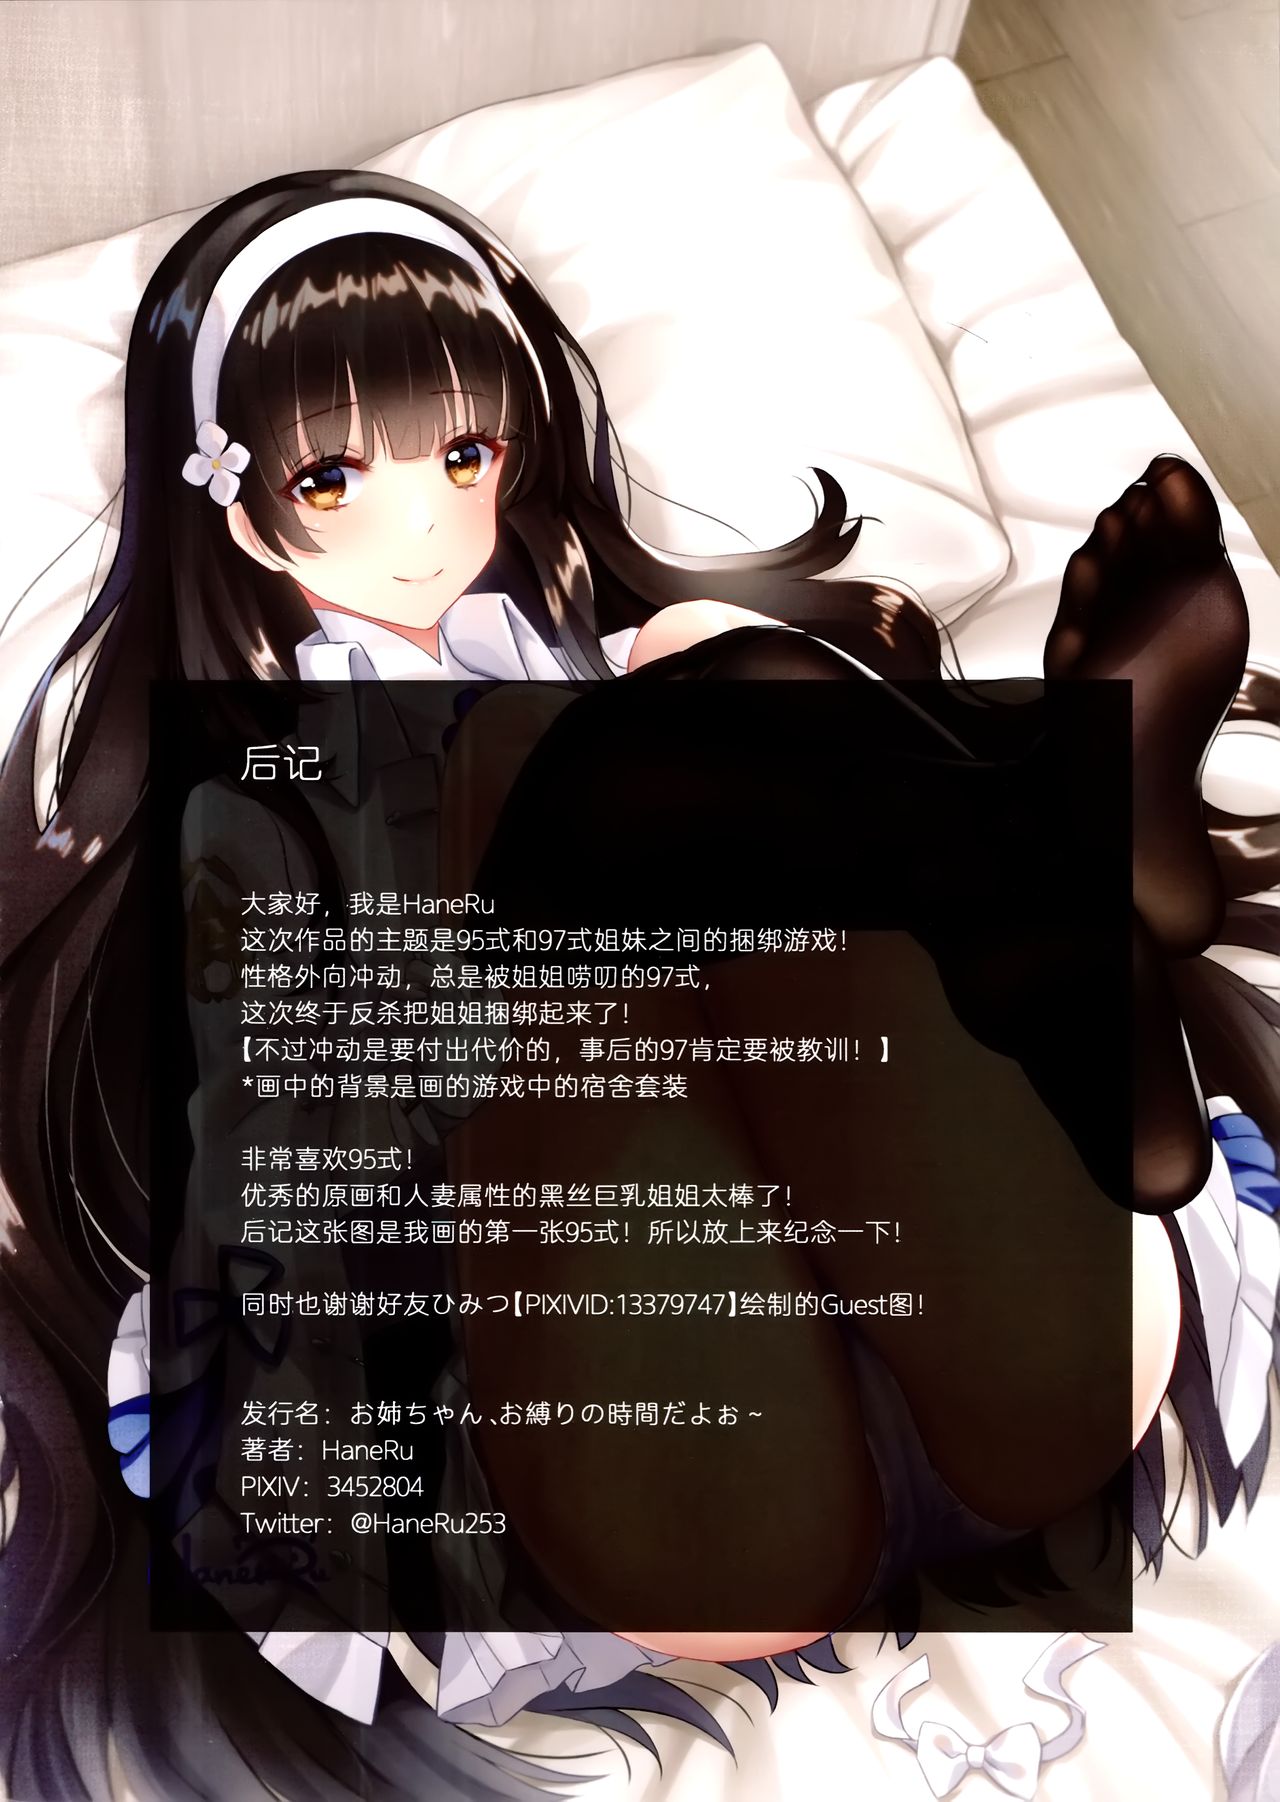 后记
大家好，我是HaneRu
这次作品的主题是95式和97式姐妹之间的捆绑游戏！
性格外向冲动，总是被姐姐唠叨的97式，
这次终于反杀把姐姐捆绑起来了！
【不过冲动是要付出代价的，事后的97肯定要被教训！】
*画中的背景是画的游戏中的宿舍套装
非常喜欢95式！
优秀的原画和人妻属性的黑丝巨乳姐姐太棒了！
后记这张图是我画的第一张95式！所以放上来纪念一下！
同时也谢谢好友ひみつ【PIXIVID:13379747】绘制的Guest图！
发行名：お姉ちゃん、お縛りの時間だよぉ~
著者：HaneRu
PIXIV：3452804
Twitter：@HaneRu253
HaneRu